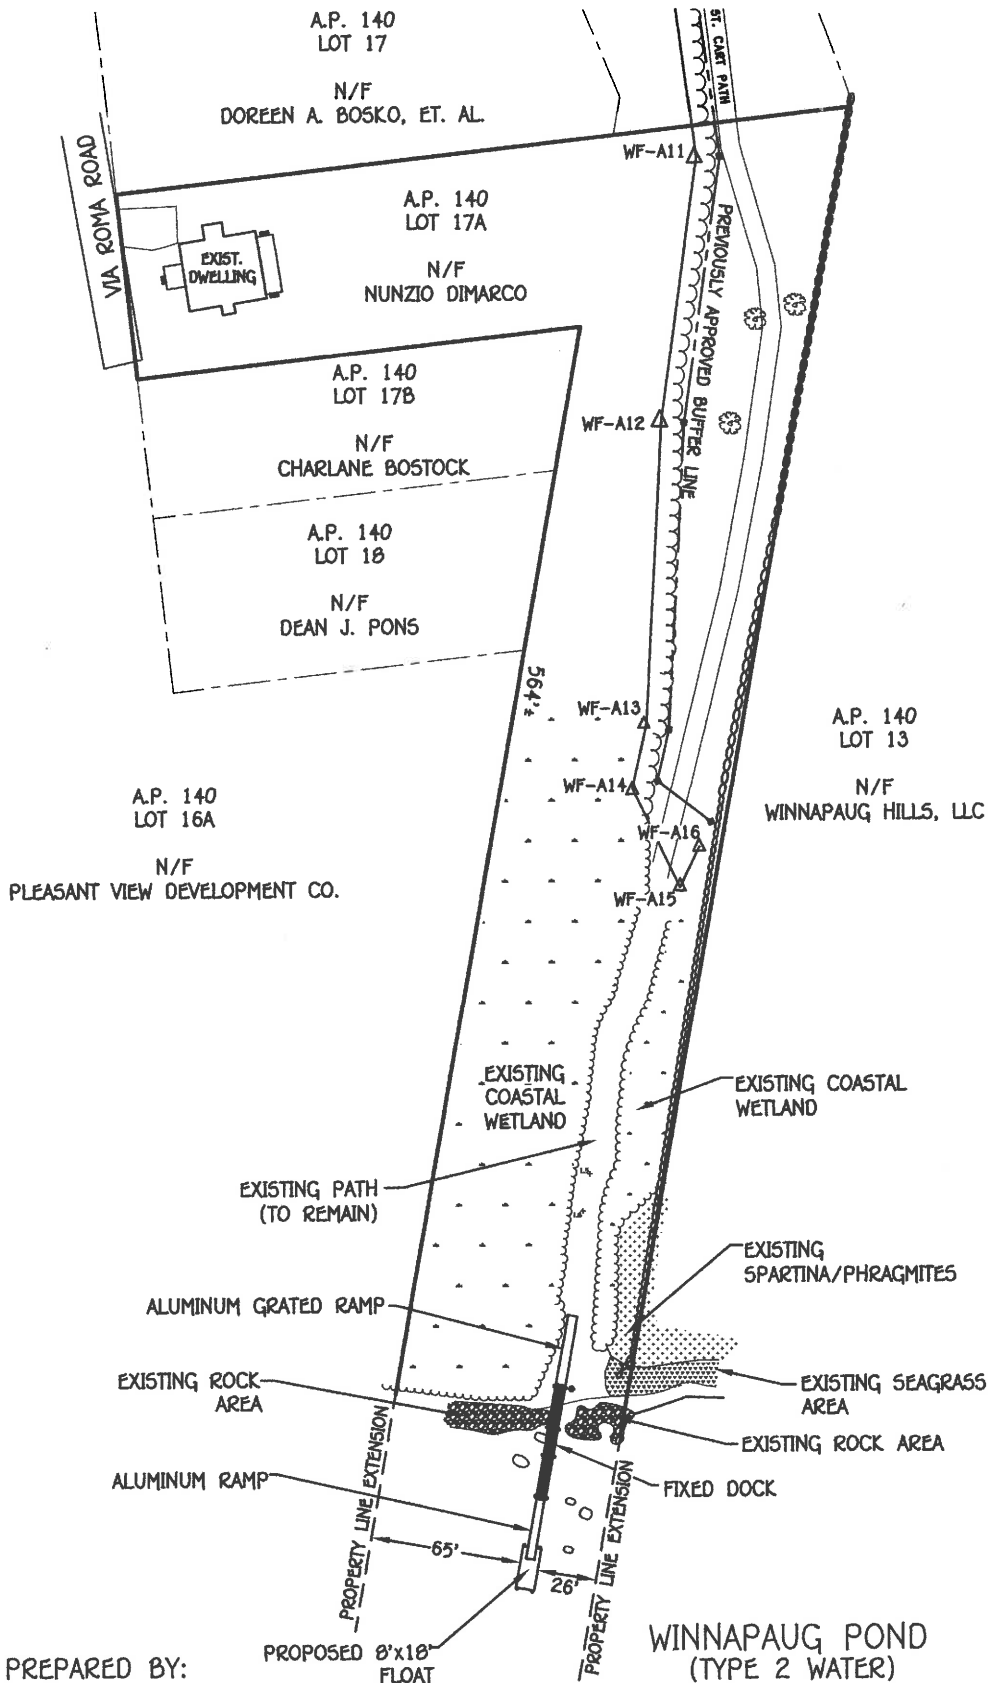 A.P. 140
LOT 17
N/F
DOREEN A. BOSKO, ET. AL.
ST. CART PATH
VIA ROMA ROAD
WF-A11
A.P. 140
LOT 17A
N/F
NUNZIO DIMARCO
EXIST.
DWELLING
PREVIOUSLY APPROVED BUFFER LINE
A.P. 140
LOT 17B
N/F
CHARLANE BOSTOCK
WF-A12
A.P. 140
LOT 18
N/F
DEAN J. PONS
564'±
WF-A13
A.P. 140
LOT 13
N/F
WINNAPAUG HILLS, LLC
WF-A14
A.P. 140
LOT 16A
N/F
PLEASANT VIEW DEVELOPMENT CO.
WF-A16
WF-A15
EXISTING
COASTAL
WETLAND
EXISTING COASTAL
WETLAND
EXISTING PATH
(TO REMAIN)
EXISTING
SPARTINA/PHRAGMITES
ALUMINUM GRATED RAMP
EXISTING ROCK
AREA
EXISTING SEAGRASS
AREA
EXISTING ROCK AREA
ALUMINUM RAMP
FIXED DOCK
PROPERTY LINE EXTENSION
PROPERTY LINE EXTENSION
65'
26'
PROPOSED 8'x18'
FLOAT
WINNAPAUG POND
(TYPE 2 WATER)
PREPARED BY: